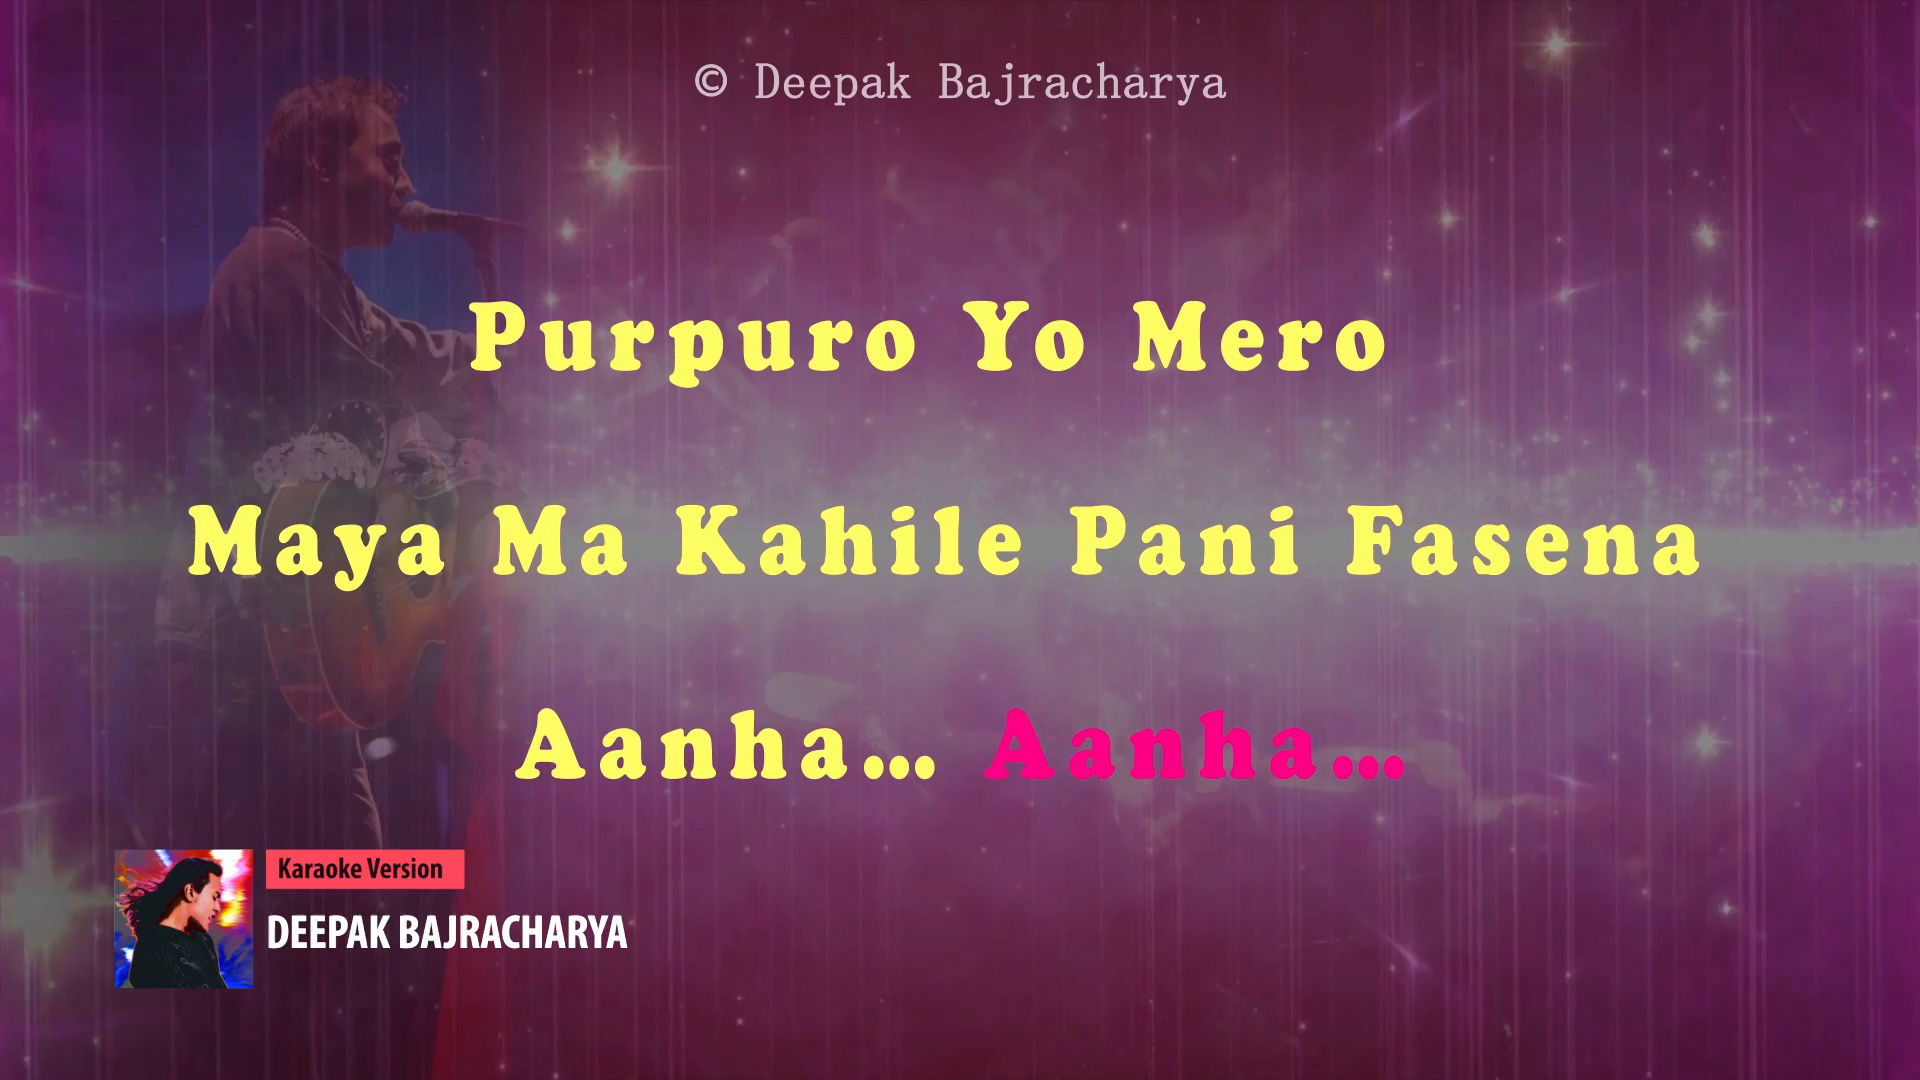 © Deepak Bajracharya
Purpuro Yo Mero
Maya Ma Kahile Pani Fasena
Aanha... Aanha...
Karaoke Version
DEEPAK BAJRACHARYA